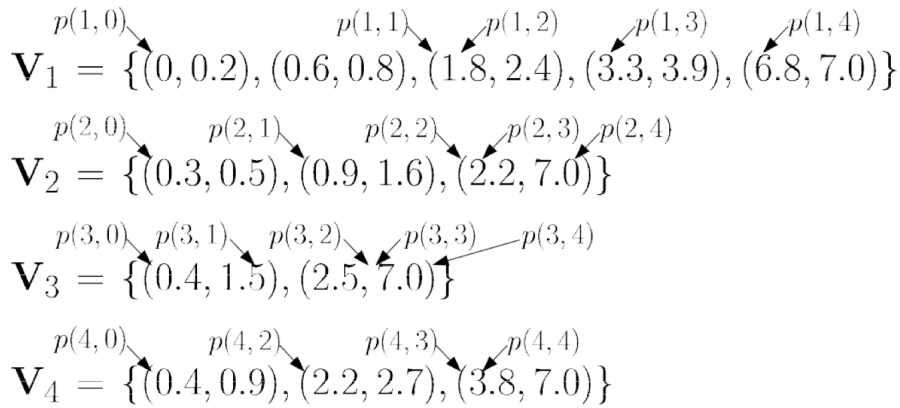 p(1, 0) p(1, 1) p(1, 2) p(1, 3) p(1, 4)
V₁ = {(0, 0.2), (0.6, 0.8), (1.8, 2.4), (3.3, 3.9), (6.8, 7.0)}
p(2, 0) p(2, 1) p(2, 2) p(2, 3) p(2, 4)
V₂ = {(0.3, 0.5), (0.9, 1.6), (2.2, 7.0)}
p(3, 0) p(3, 1) p(3, 2) p(3, 3) p(3, 4)
V₃ = {(0.4, 1.5), (2.5, 7.0)}
p(4, 0) p(4, 2) p(4, 3) p(4, 4)
V₄ = {(0.4, 0.9), (2.2, 2.7), (3.8, 7.0)}